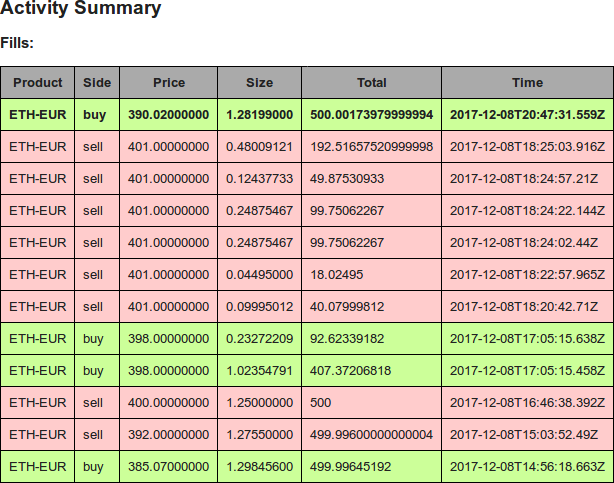 Activity Summary
Fills:
Product Side Price Size Total Time
ETH-EUR buy 390.02000000 1.28199000 500.00173979999994 2017-12-08T20:47:31.559Z
ETH-EUR sell 401.00000000 0.48009121 192.51657520999998 2017-12-08T18:25:03.916Z
ETH-EUR sell 401.00000000 0.12437733 49.87530933 2017-12-08T18:24:57.21Z
ETH-EUR sell 401.00000000 0.24875467 99.75062267 2017-12-08T18:24:22.144Z
ETH-EUR sell 401.00000000 0.24875467 99.75062267 2017-12-08T18:24:02.44Z
ETH-EUR sell 401.00000000 0.04495000 18.02495 2017-12-08T18:22:57.965Z
ETH-EUR sell 401.00000000 0.09995012 40.07999812 2017-12-08T18:20:42.71Z
ETH-EUR buy 398.00000000 0.23272209 92.62339182 2017-12-08T17:05:15.638Z
ETH-EUR buy 398.00000000 1.02354791 407.37206818 2017-12-08T17:05:15.458Z
ETH-EUR sell 400.00000000 1.25000000 500 2017-12-08T16:46:38.392Z
ETH-EUR sell 392.00000000 1.27550000 499.99600000000004 2017-12-08T15:03:52.49Z
ETH-EUR buy 385.07000000 1.29845600 499.99645192 2017-12-08T14:56:18.663Z